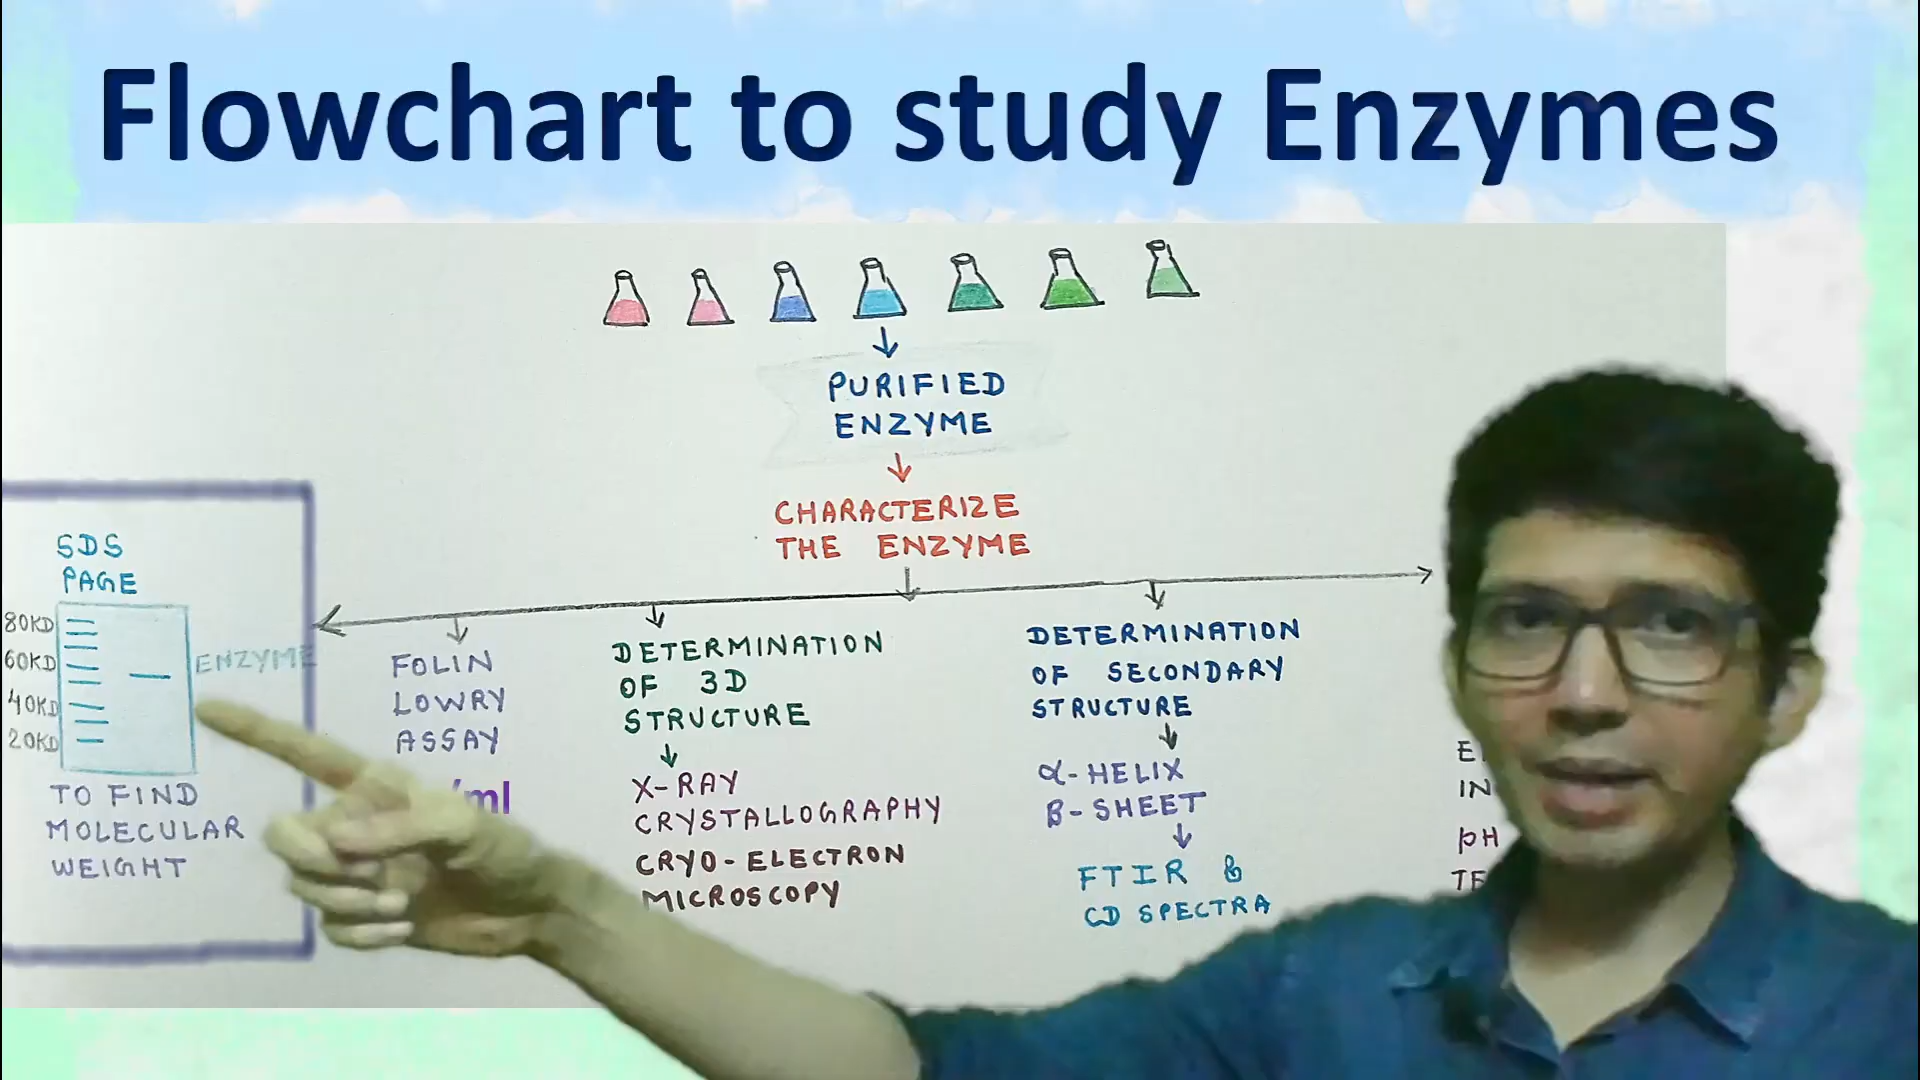 Flowchart to study Enzymes
PURIFIED
ENZYME
CHARACTERIZE
THE ENZYME
SDS
PAGE
80KD
60KD
40KD
20KD
ENZYME
TO FIND
MOLECULAR
WEIGHT
FOLIN
LOWRY
ASSAY
/ml
DETERMINATION
OF 3D
STRUCTURE
X-RAY
CRYSTALLOGRAPHY
CRYO-ELECTRON
MICROSCOPY
DETERMINATION
OF SECONDARY
STRUCTURE
α-HELIX
β-SHEET
FTIR &
CD SPECTRA
pH